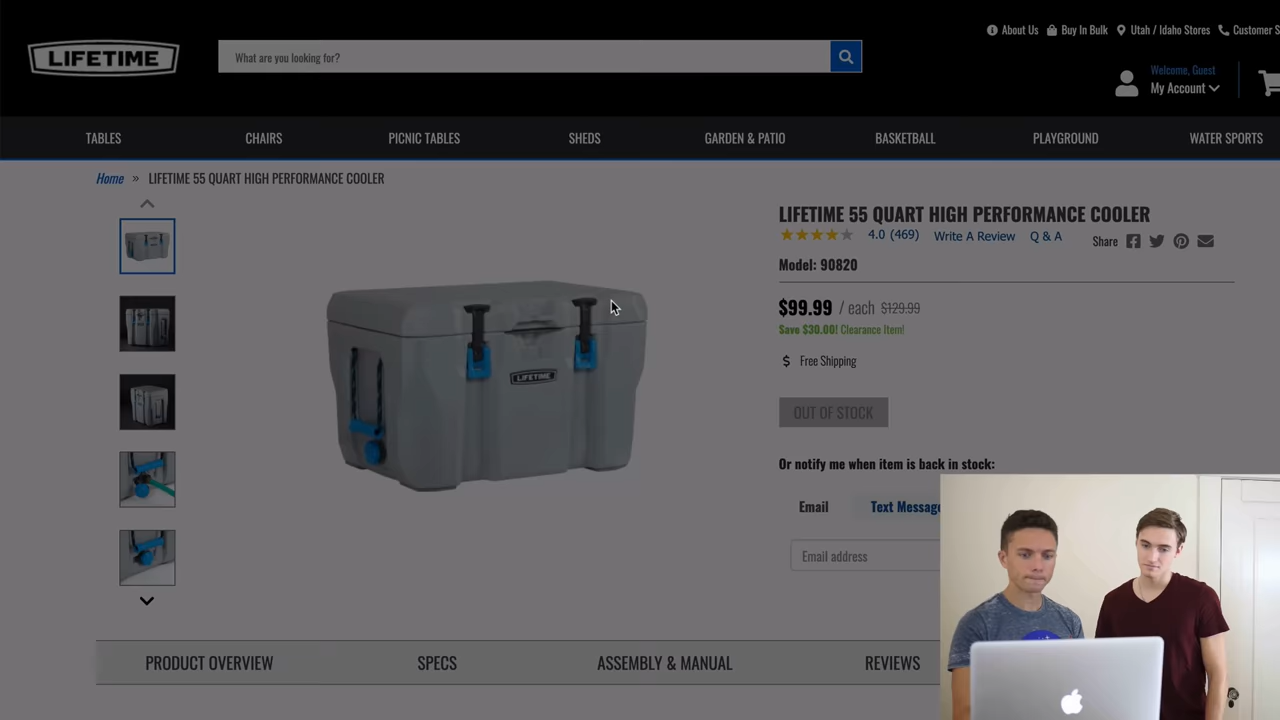 About Us
Buy In Bulk
Utah / Idaho Stores
Customer S
LIFETIME
What are you looking for?
Welcome, Guest
My Account
TABLES
CHAIRS
PICNIC TABLES
SHEDS
GARDEN & PATIO
BASKETBALL
PLAYGROUND
WATER SPORTS
Home » LIFETIME 55 QUART HIGH PERFORMANCE COOLER
LIFETIME 55 QUART HIGH PERFORMANCE COOLER
4.0 (469) Write A Review Q & A
Share
Model: 90820
$99.99 / each $129.99
Save $30.00! Clearance Item!
$ Free Shipping
LIFETIME
OUT OF STOCK
Or notify me when item is back in stock:
Email
Text Messag
Email address
PRODUCT OVERVIEW
SPECS
ASSEMBLY & MANUAL
REVIEWS